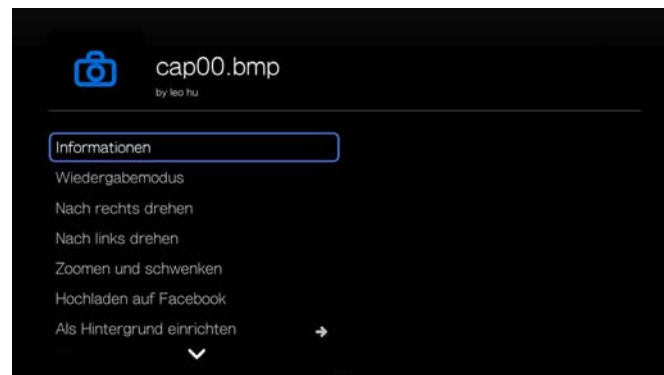 cap00.bmp
by leo hu
Informationen
Wiedergabemodus
Nach rechts drehen
Nach links drehen
Zoomen und schwenken
Hochladen auf Facebook
Als Hintergrund einrichten